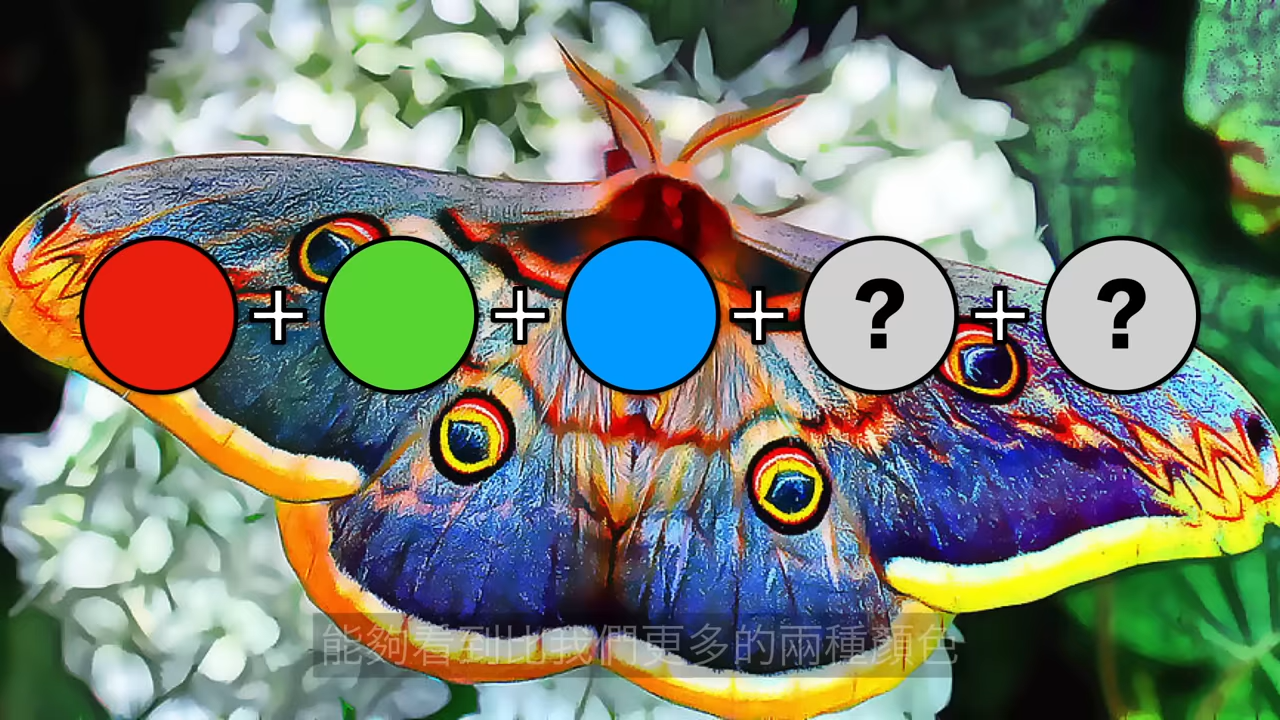 + + + ? + ?
能夠看到比我們更多的兩種顏色